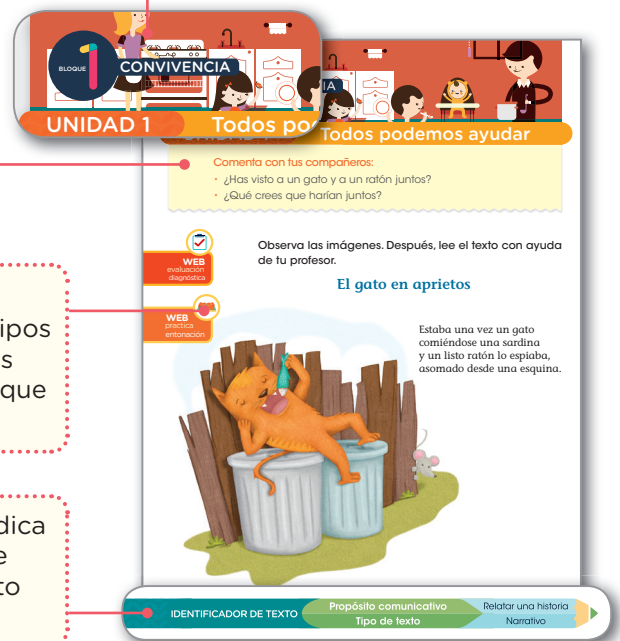 BLOQUE 1 CONVIVENCIA
UNIDAD 1
Todos po
IA
Todos podemos ayudar
Comenta con tus compañeros:
• ¿Has visto a un gato y a un ratón juntos?
• ¿Qué crees que harían juntos?
WEB
evaluación
diagnóstica
Observa las imágenes. Después, lee el texto con ayuda
de tu profesor.
El gato en aprietos
WEB
practica
entonación
Estaba una vez un gato
comiéndose una sardina
y un listo ratón lo espiaba,
asomado desde una esquina.
ipos
s
que
dica
e
to
IDENTIFICADOR DE TEXTO
Propósito comunicativo
Relatar una historia
Tipo de texto
Narrativo